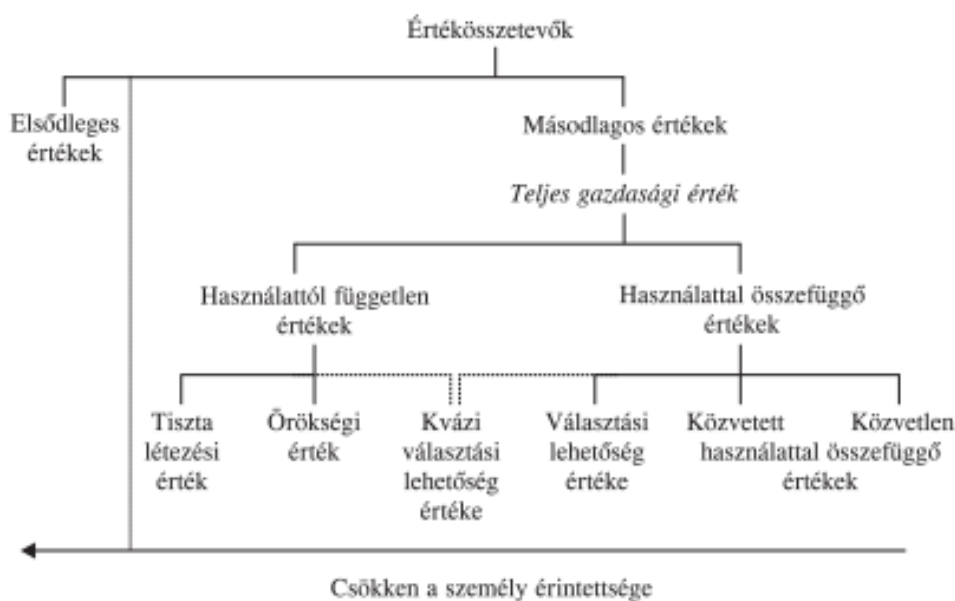 Értékösszetevők
Elsődleges
értékek
Másodlagos értékek
Teljes gazdasági érték
Használattól független
értékek
Használattal összefüggő
értékek
Tiszta
létezési
érték
Örökségi
érték
Kvázi
választási
lehetőség
értéke
Választási
lehetőség
értéke
Közvetett Közvetlen
használattal összefüggő
értékek
Csökken a személy érintettsége